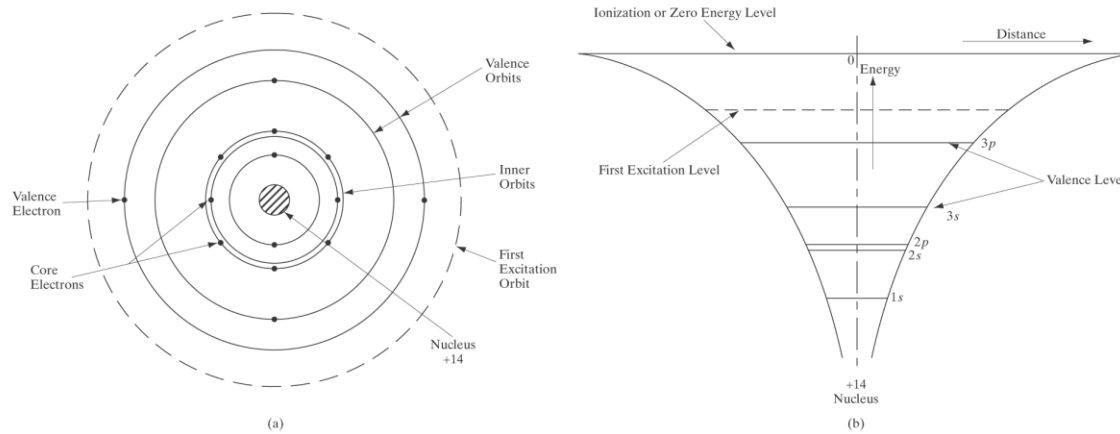 Valence
Orbits
Inner
Orbits
Valence
Electron
Core
Electrons
First
Excitation
Orbit
Nucleus
+14
(a)
Ionization or Zero Energy Level
Distance
0
Energy
First Excitation Level
3p
Valence Level
3s
2p
2s
1s
+14
Nucleus
(b)